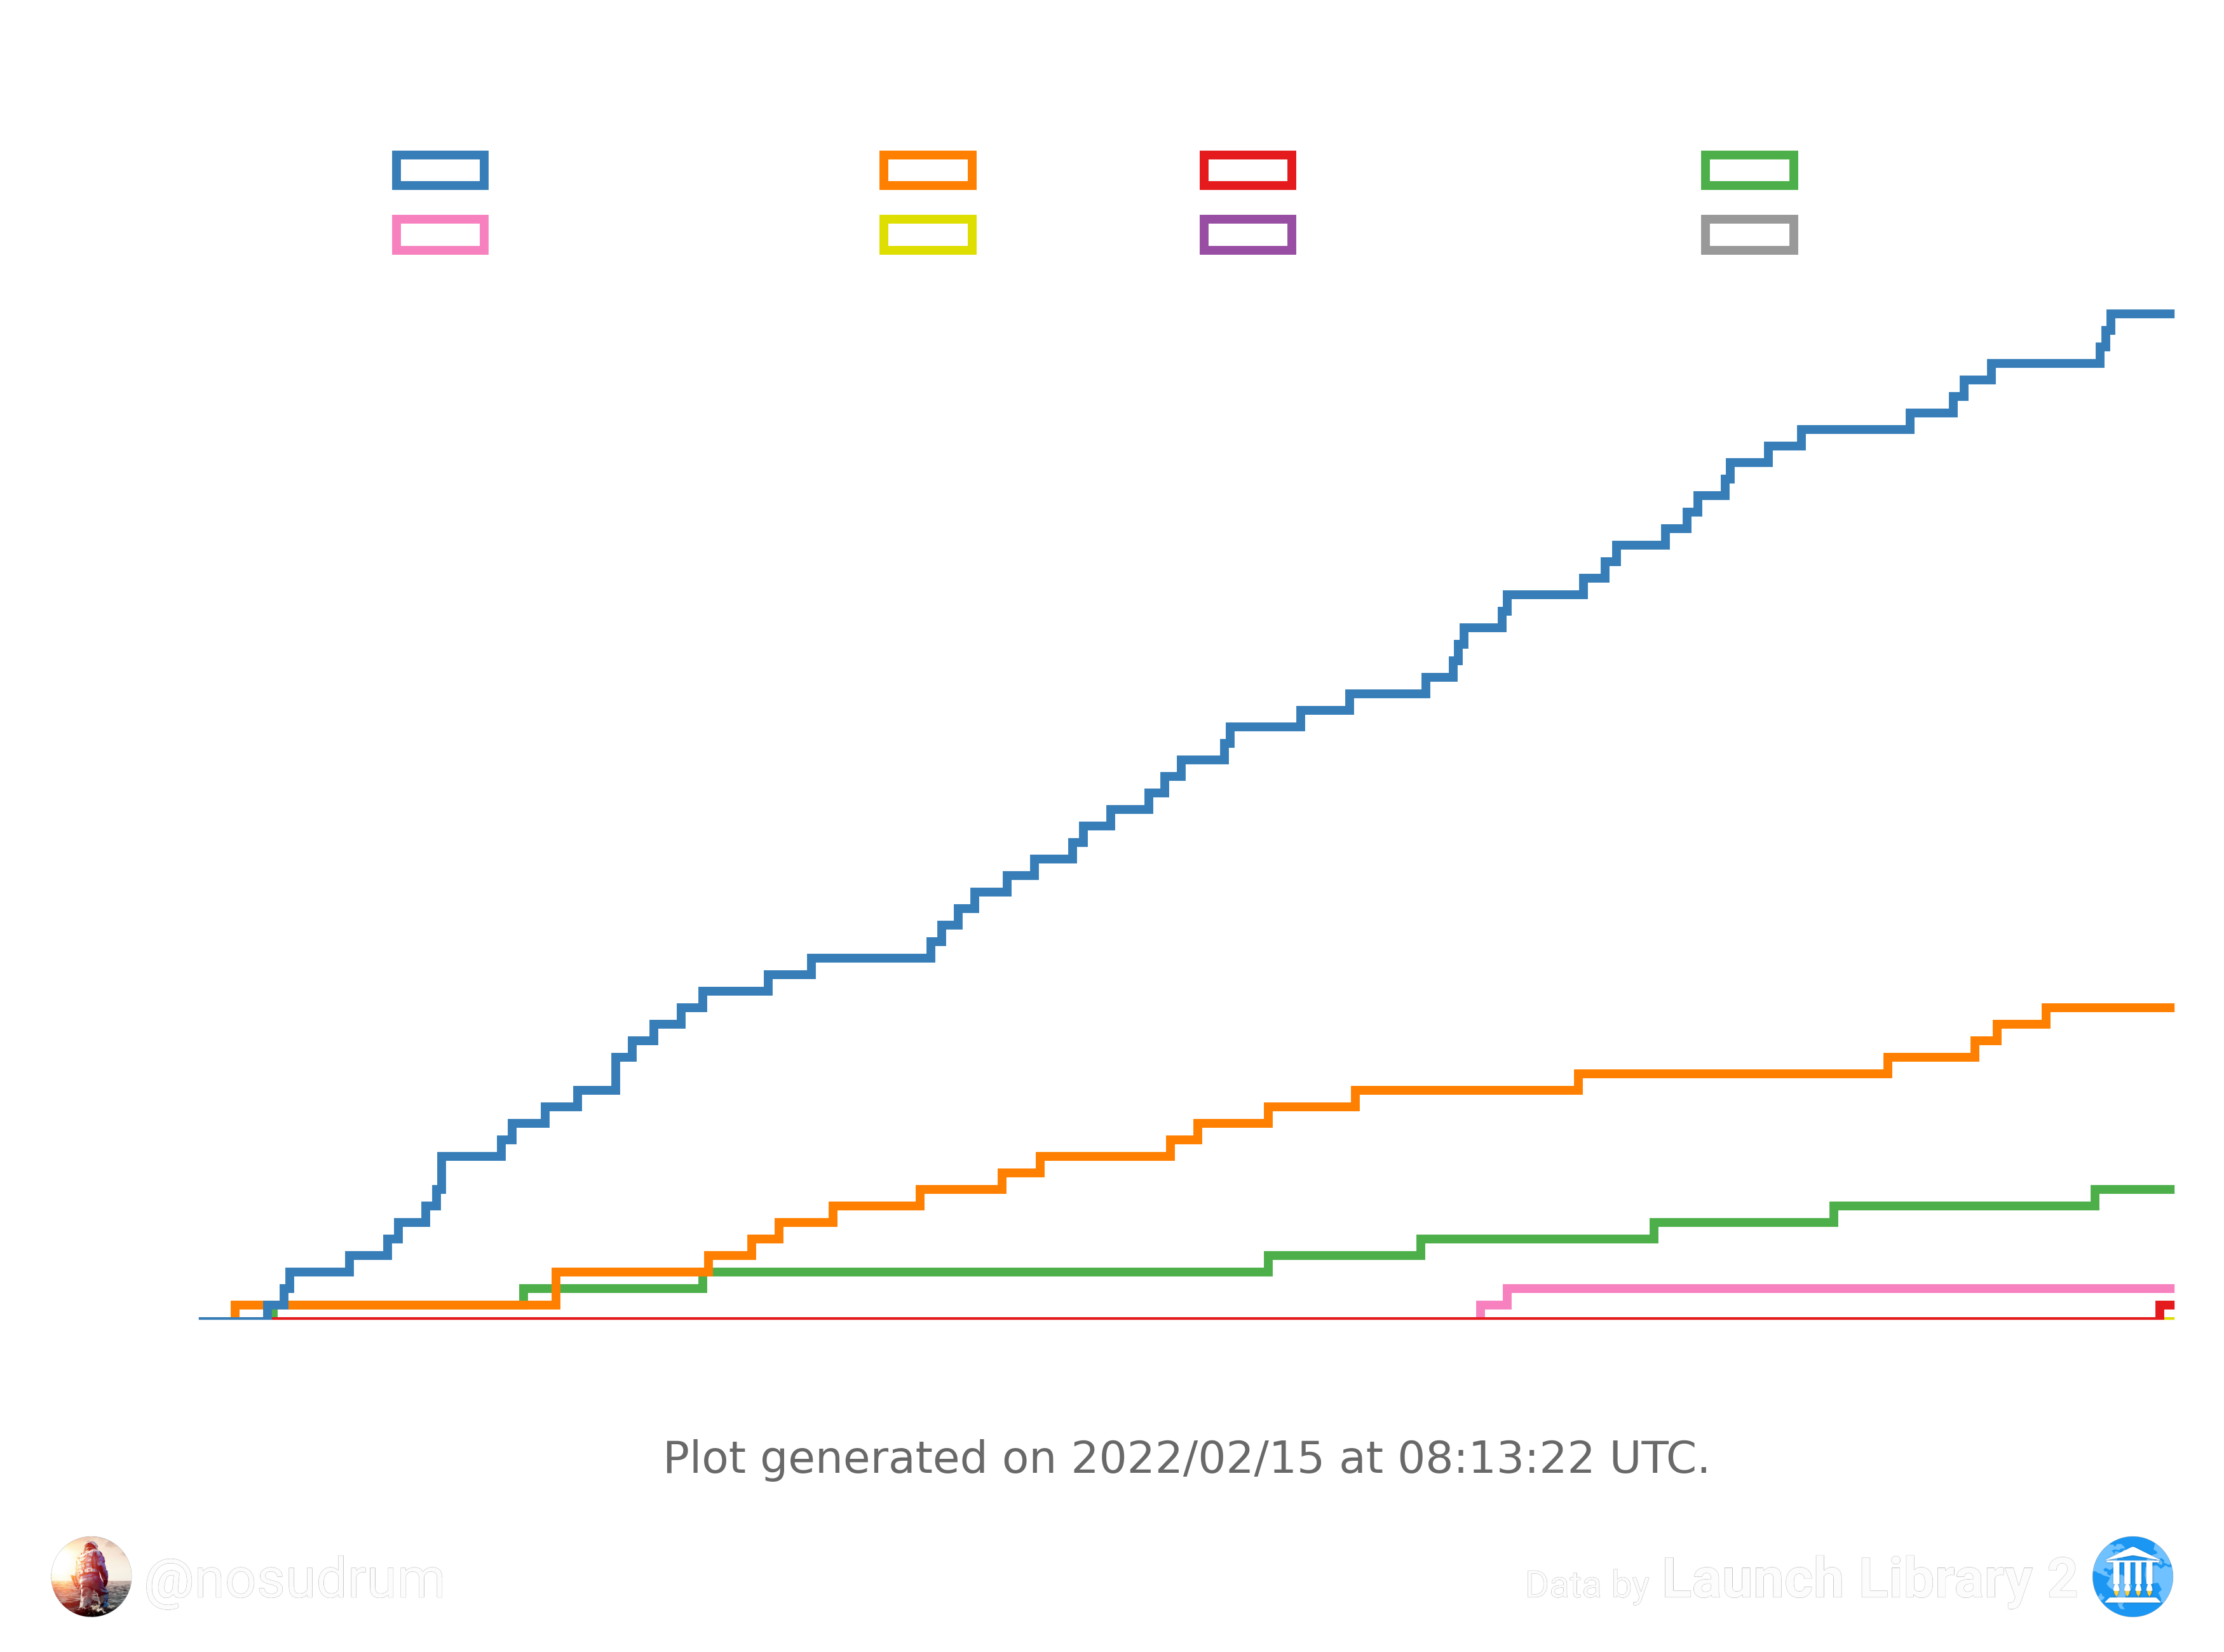 Plot generated on 2022/02/15 at 08:13:22 UTC.
@nosudrum
Data by Launch Library 2